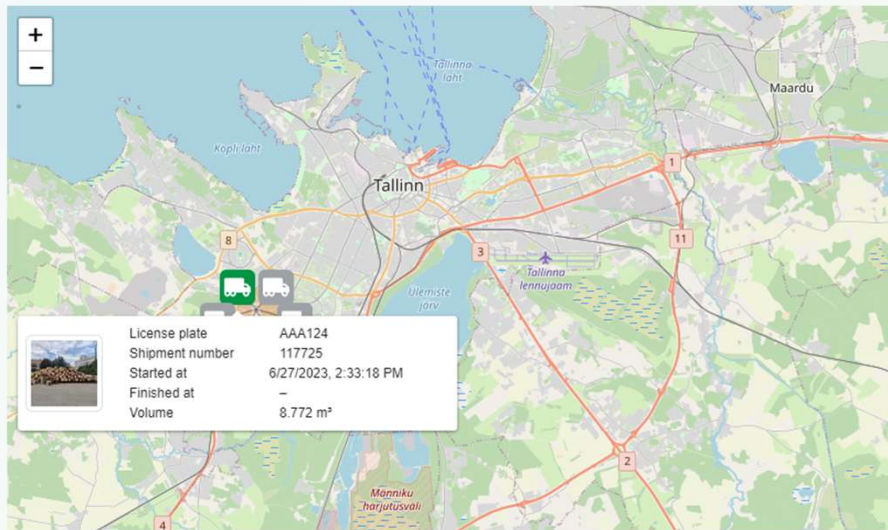 +
−
Tallinna
laht
Maardu
Kopli laht
1
Tallinn
8
11
3
Tallinna
lennujaam
Ülemiste
järv
License plate AAA124
Shipment number 117725
Started at 6/27/2023, 2:33:18 PM
Finished at –
Volume 8.772 m³
2
Männiku
harjutusväli
4